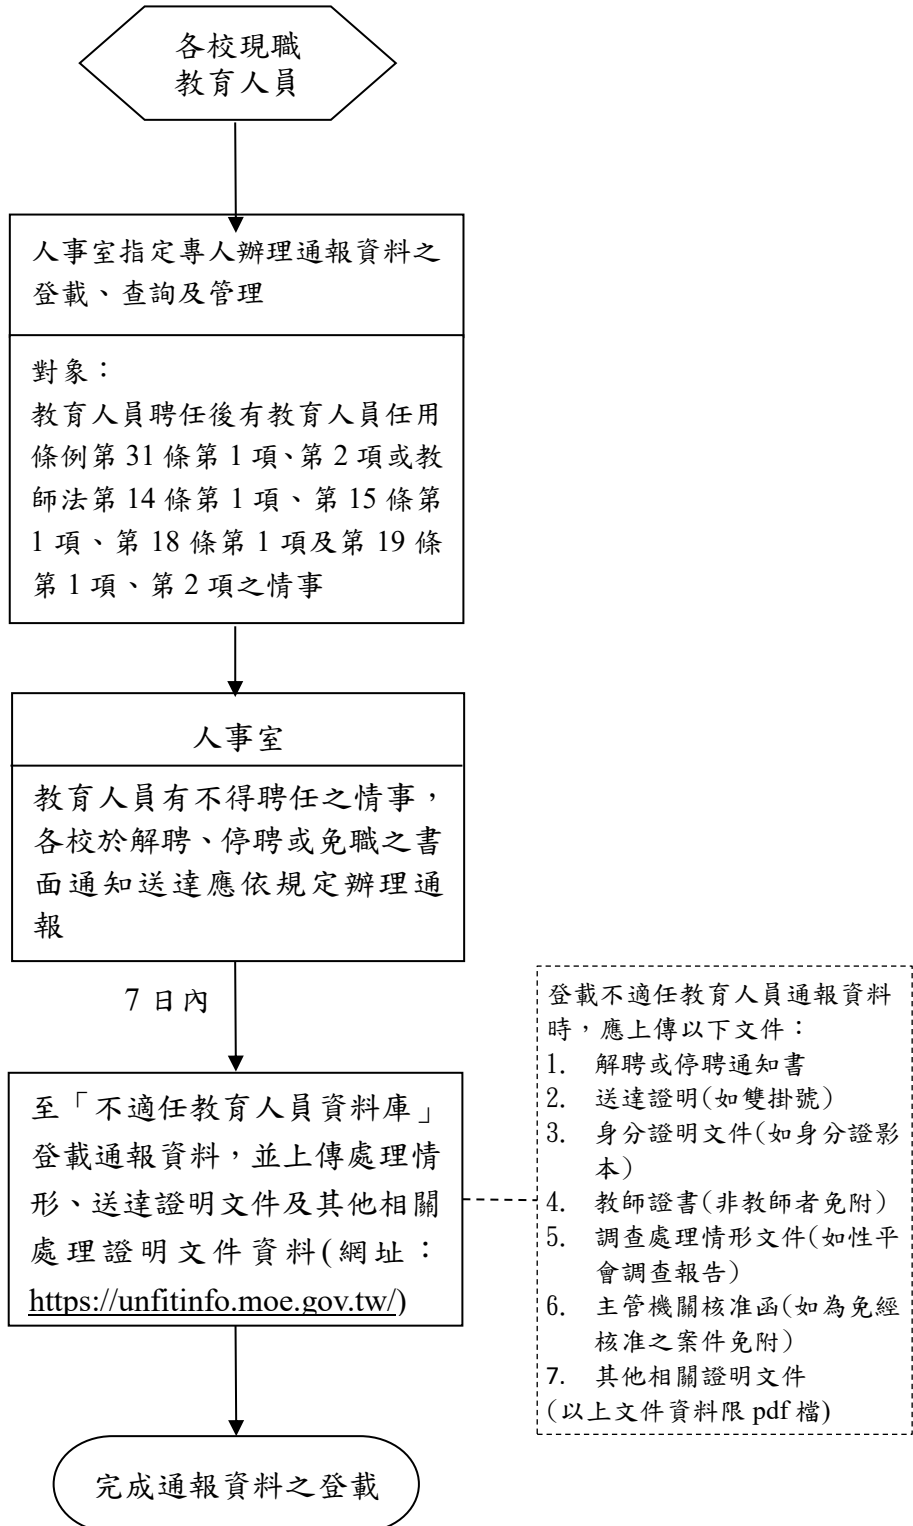 各校現職
教育人員
人事室指定專人辦理通報資料之
登載、查詢及管理
對象：
教育人員聘任後有教育人員任用
條例第 31 條第 1 項、第 2 項或教
師法第 14 條第 1 項、第 15 條第
1 項、第 18 條第 1 項及第 19 條
第 1 項、第 2 項之情事
人事室
教育人員有不得聘任之情事，
各校於解聘、停聘或免職之書
面通知送達應依規定辦理通
報
7 日內
至「不適任教育人員資料庫」
登載通報資料，並上傳處理情
形、送達證明文件及其他相關
處理證明文件資料(網址：
https://unfitinfo.moe.gov.tw/)
登載不適任教育人員通報資料
時，應上傳以下文件：
1. 解聘或停聘通知書
2. 送達證明(如雙掛號)
3. 身分證明文件(如身分證影
本)
4. 教師證書(非教師者免附)
5. 調查處理情形文件(如性平
會調查報告)
6. 主管機關核准函(如為免經
核准之案件免附)
7. 其他相關證明文件
(以上文件資料限 pdf 檔)
完成通報資料之登載